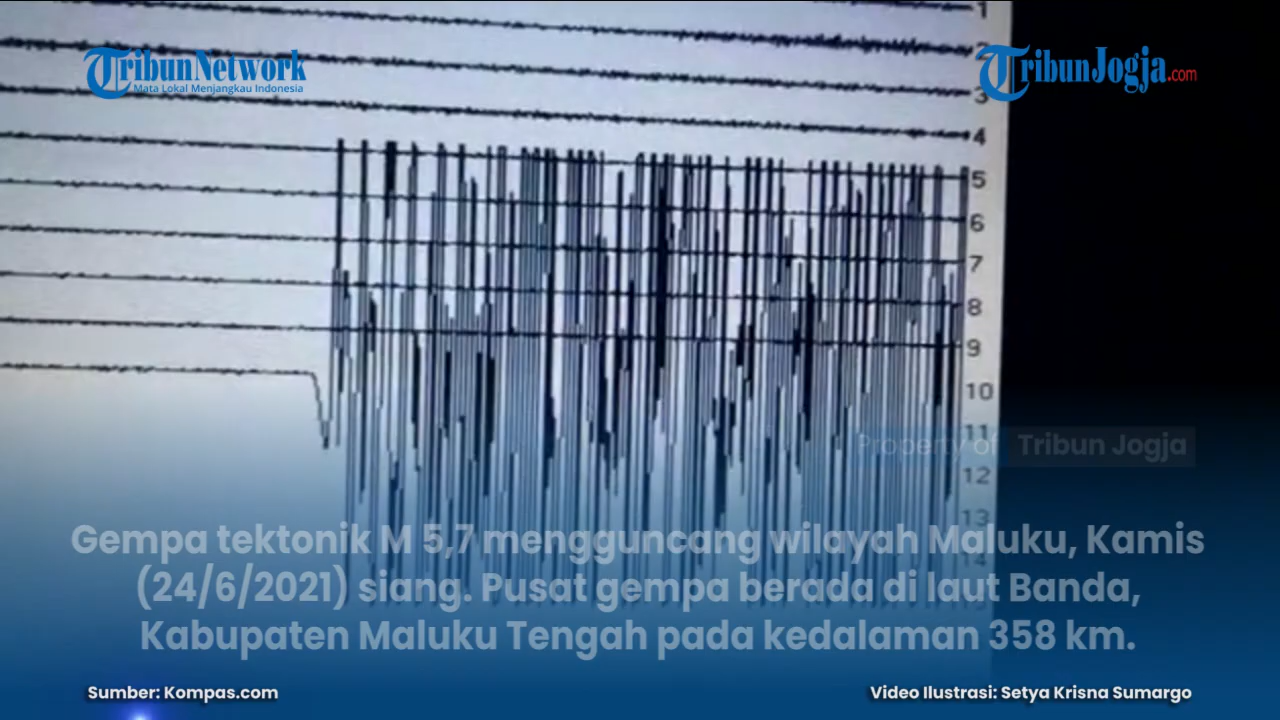 1
2
TribunNetwork
Mata Lokal Menjangkau Indonesia
TribunJogja.com
3
4
5
6
7
8
9
10
11
Property of Tribun Jogja
12
13
14
Gempa tektonik M 5,7 mengguncang wilayah Maluku, Kamis
(24/6/2021) siang. Pusat gempa berada di laut Banda,
Kabupaten Maluku Tengah pada kedalaman 358 km.
Sumber: Kompas.com
Video Ilustrasi: Setya Krisna Sumargo